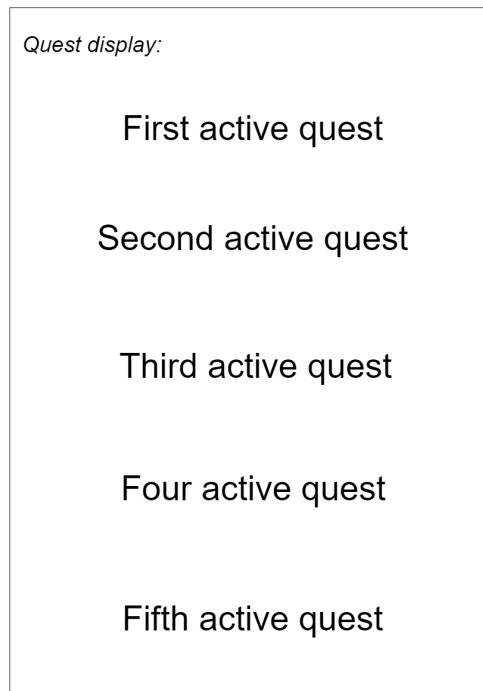 Quest display:
First active quest
Second active quest
Third active quest
Four active quest
Fifth active quest